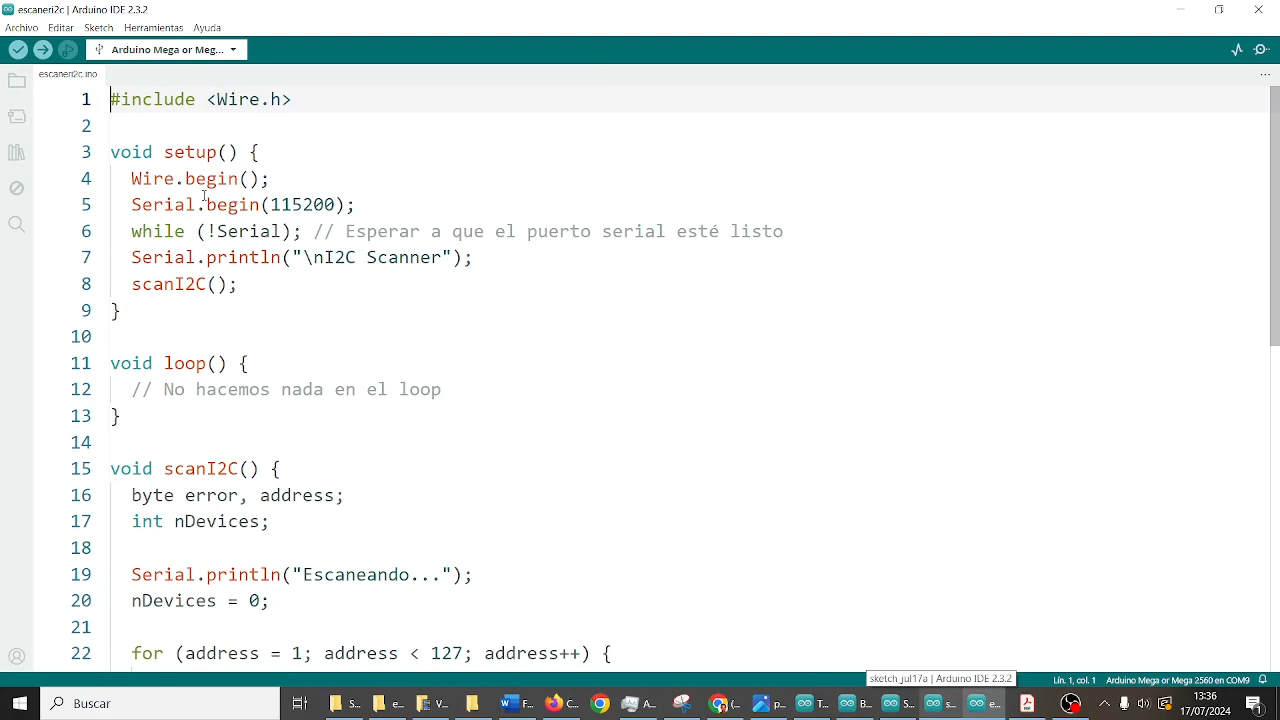 escaneri2c | Arduino IDE 2.3.2
Archivo Editar Sketch Herramientas Ayuda
Arduino Mega or Meg...
escaneri2c.ino
1 #include <Wire.h>
2
3 void setup() {
4 Wire.begin();
5 Serial.begin(115200);
6 while (!Serial); // Esperar a que el puerto serial esté listo
7 Serial.println("\nI2C Scanner");
8 scanI2C();
9 }
10
11 void loop() {
12 // No hacemos nada en el loop
13 }
14
15 void scanI2C() {
16 byte error, address;
17 int nDevices;
18
19 Serial.println("Escaneando...");
20 nDevices = 0;
21
22 for (address = 1; address < 127; address++) {
sketch_jul17a | Arduino IDE 2.3.2
Lín. 1, col. 1 Arduino Mega or Mega 2560 en COM9
Buscar
S... e... V... F... C... A... (... p... T... B... S... s... e...
13:36
17/07/2024
1